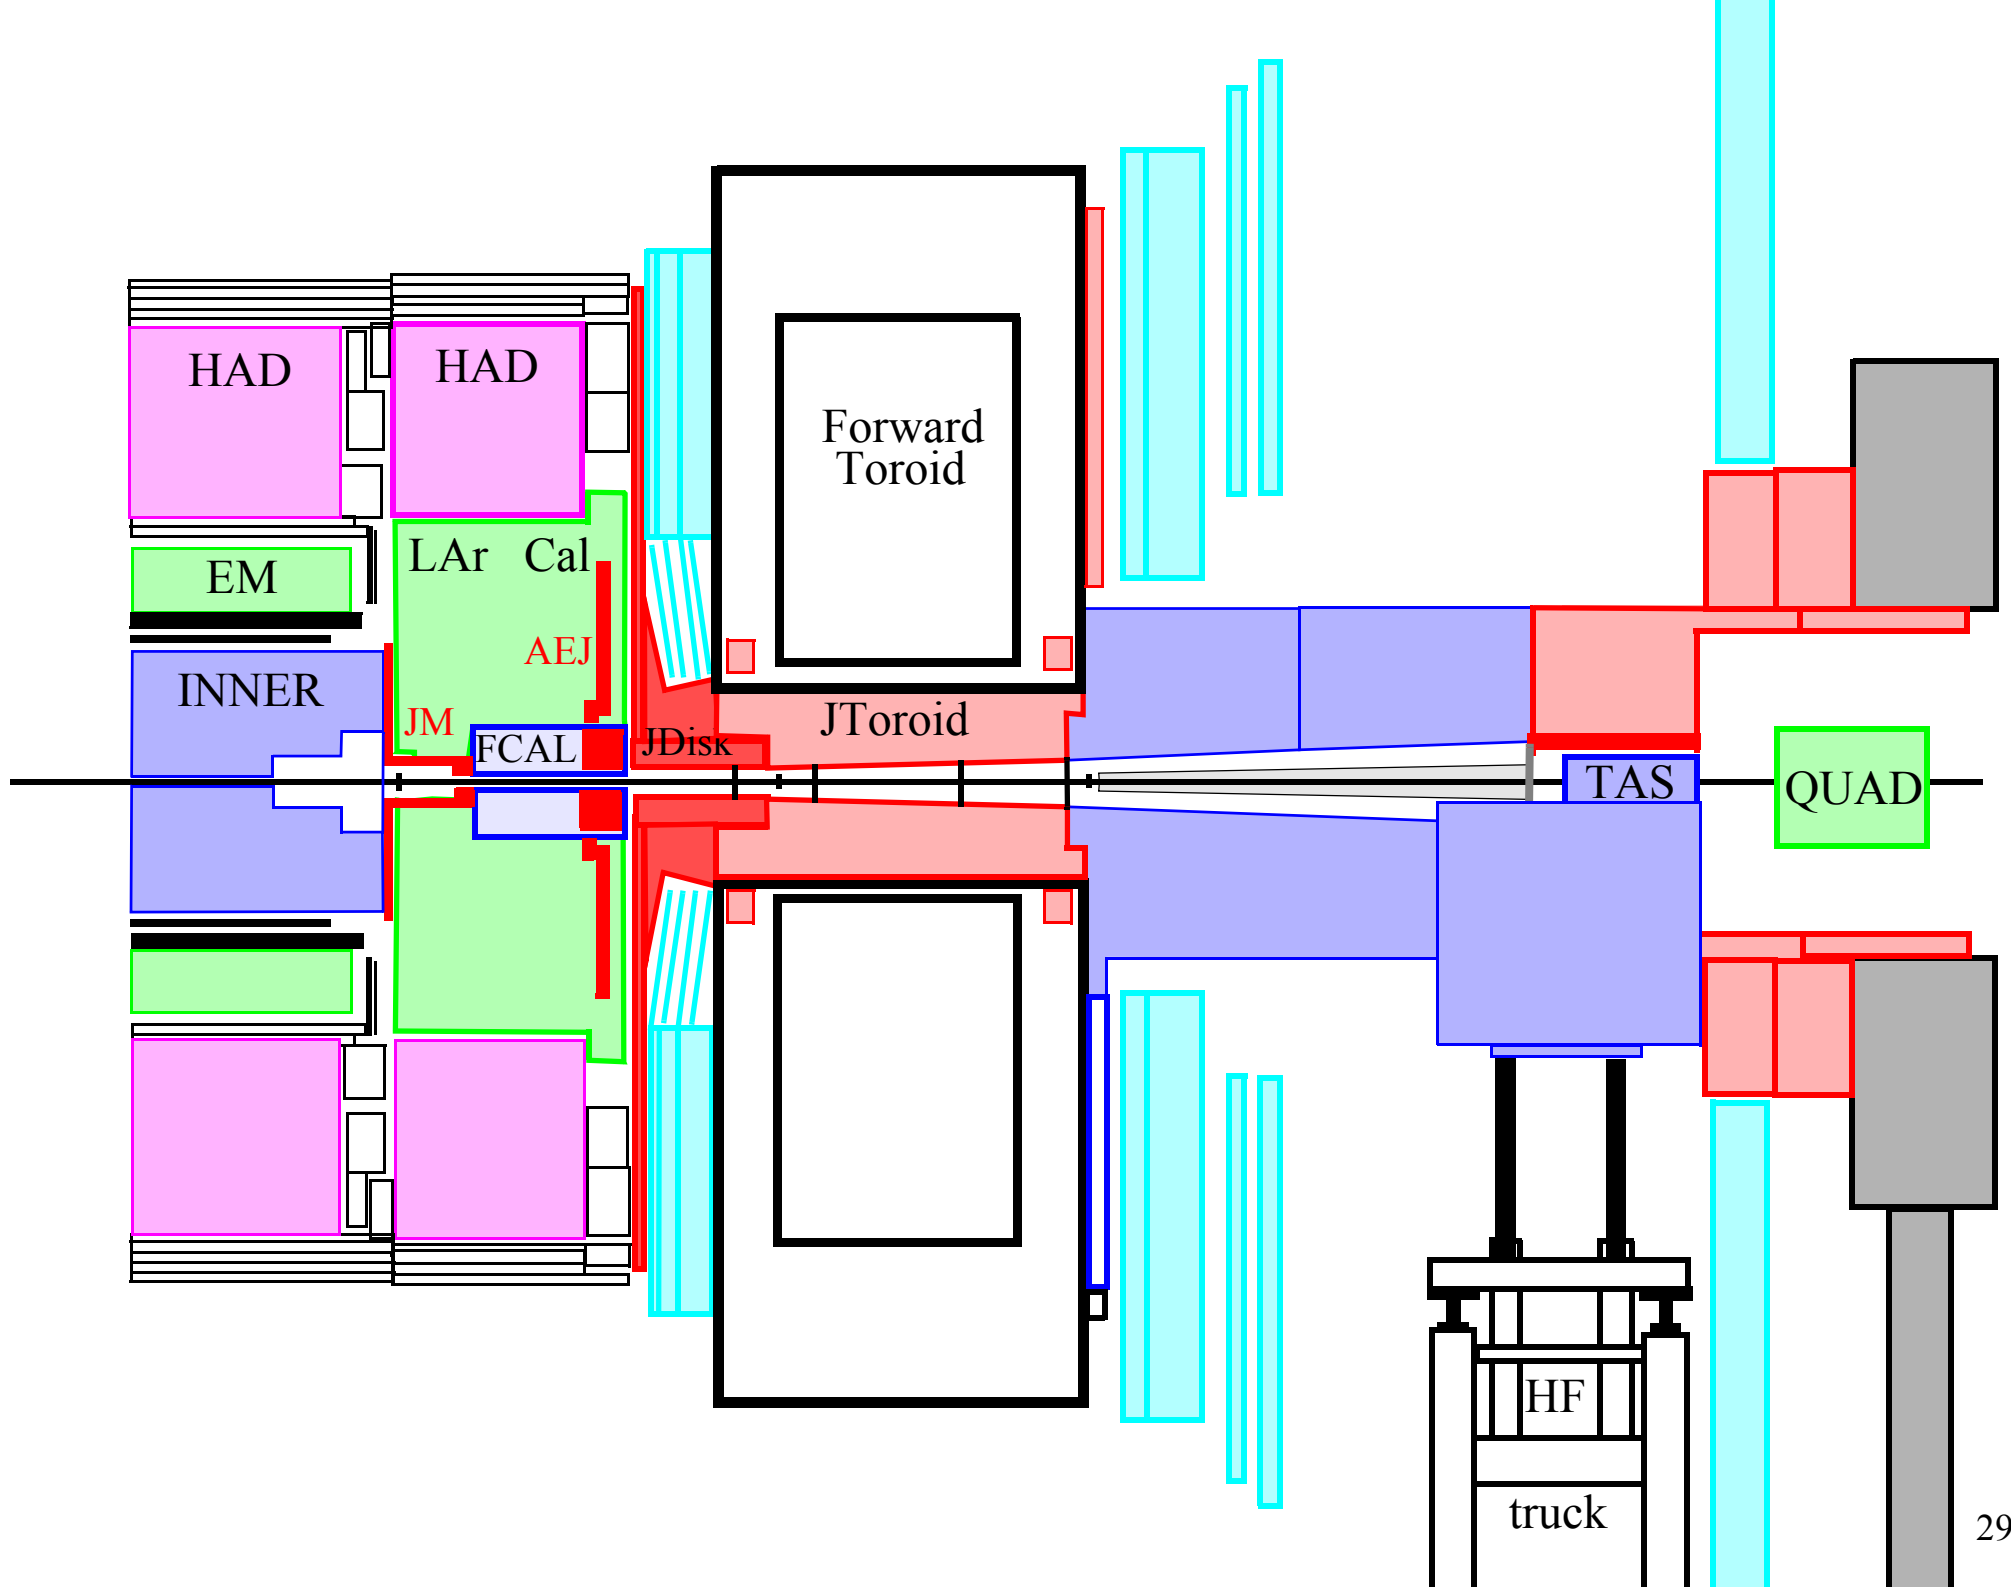 HAD
HAD
Forward
Toroid
LAr Cal
EM
AEJ
INNER
JM
JToroid
FCAL
JDisk
TAS
QUAD
HF
truck
29